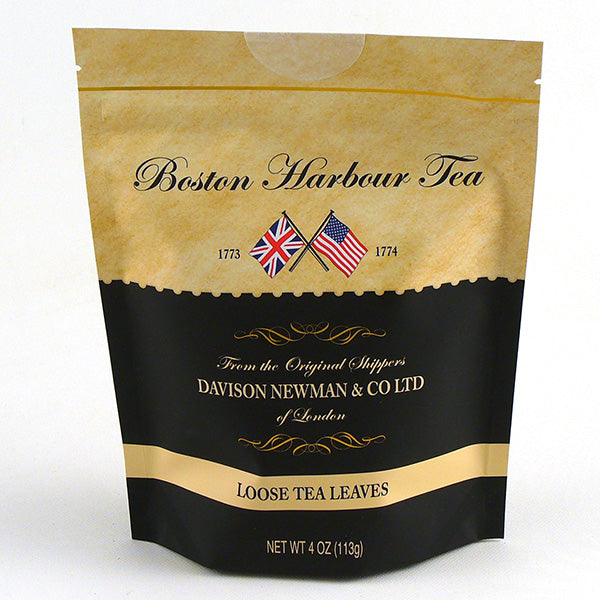 Boston Harbour Tea
1773 1774
From the Original Shippers
DAVISON NEWMAN & CO LTD
of London
LOOSE TEA LEAVES
NET WT 4 OZ (113g)